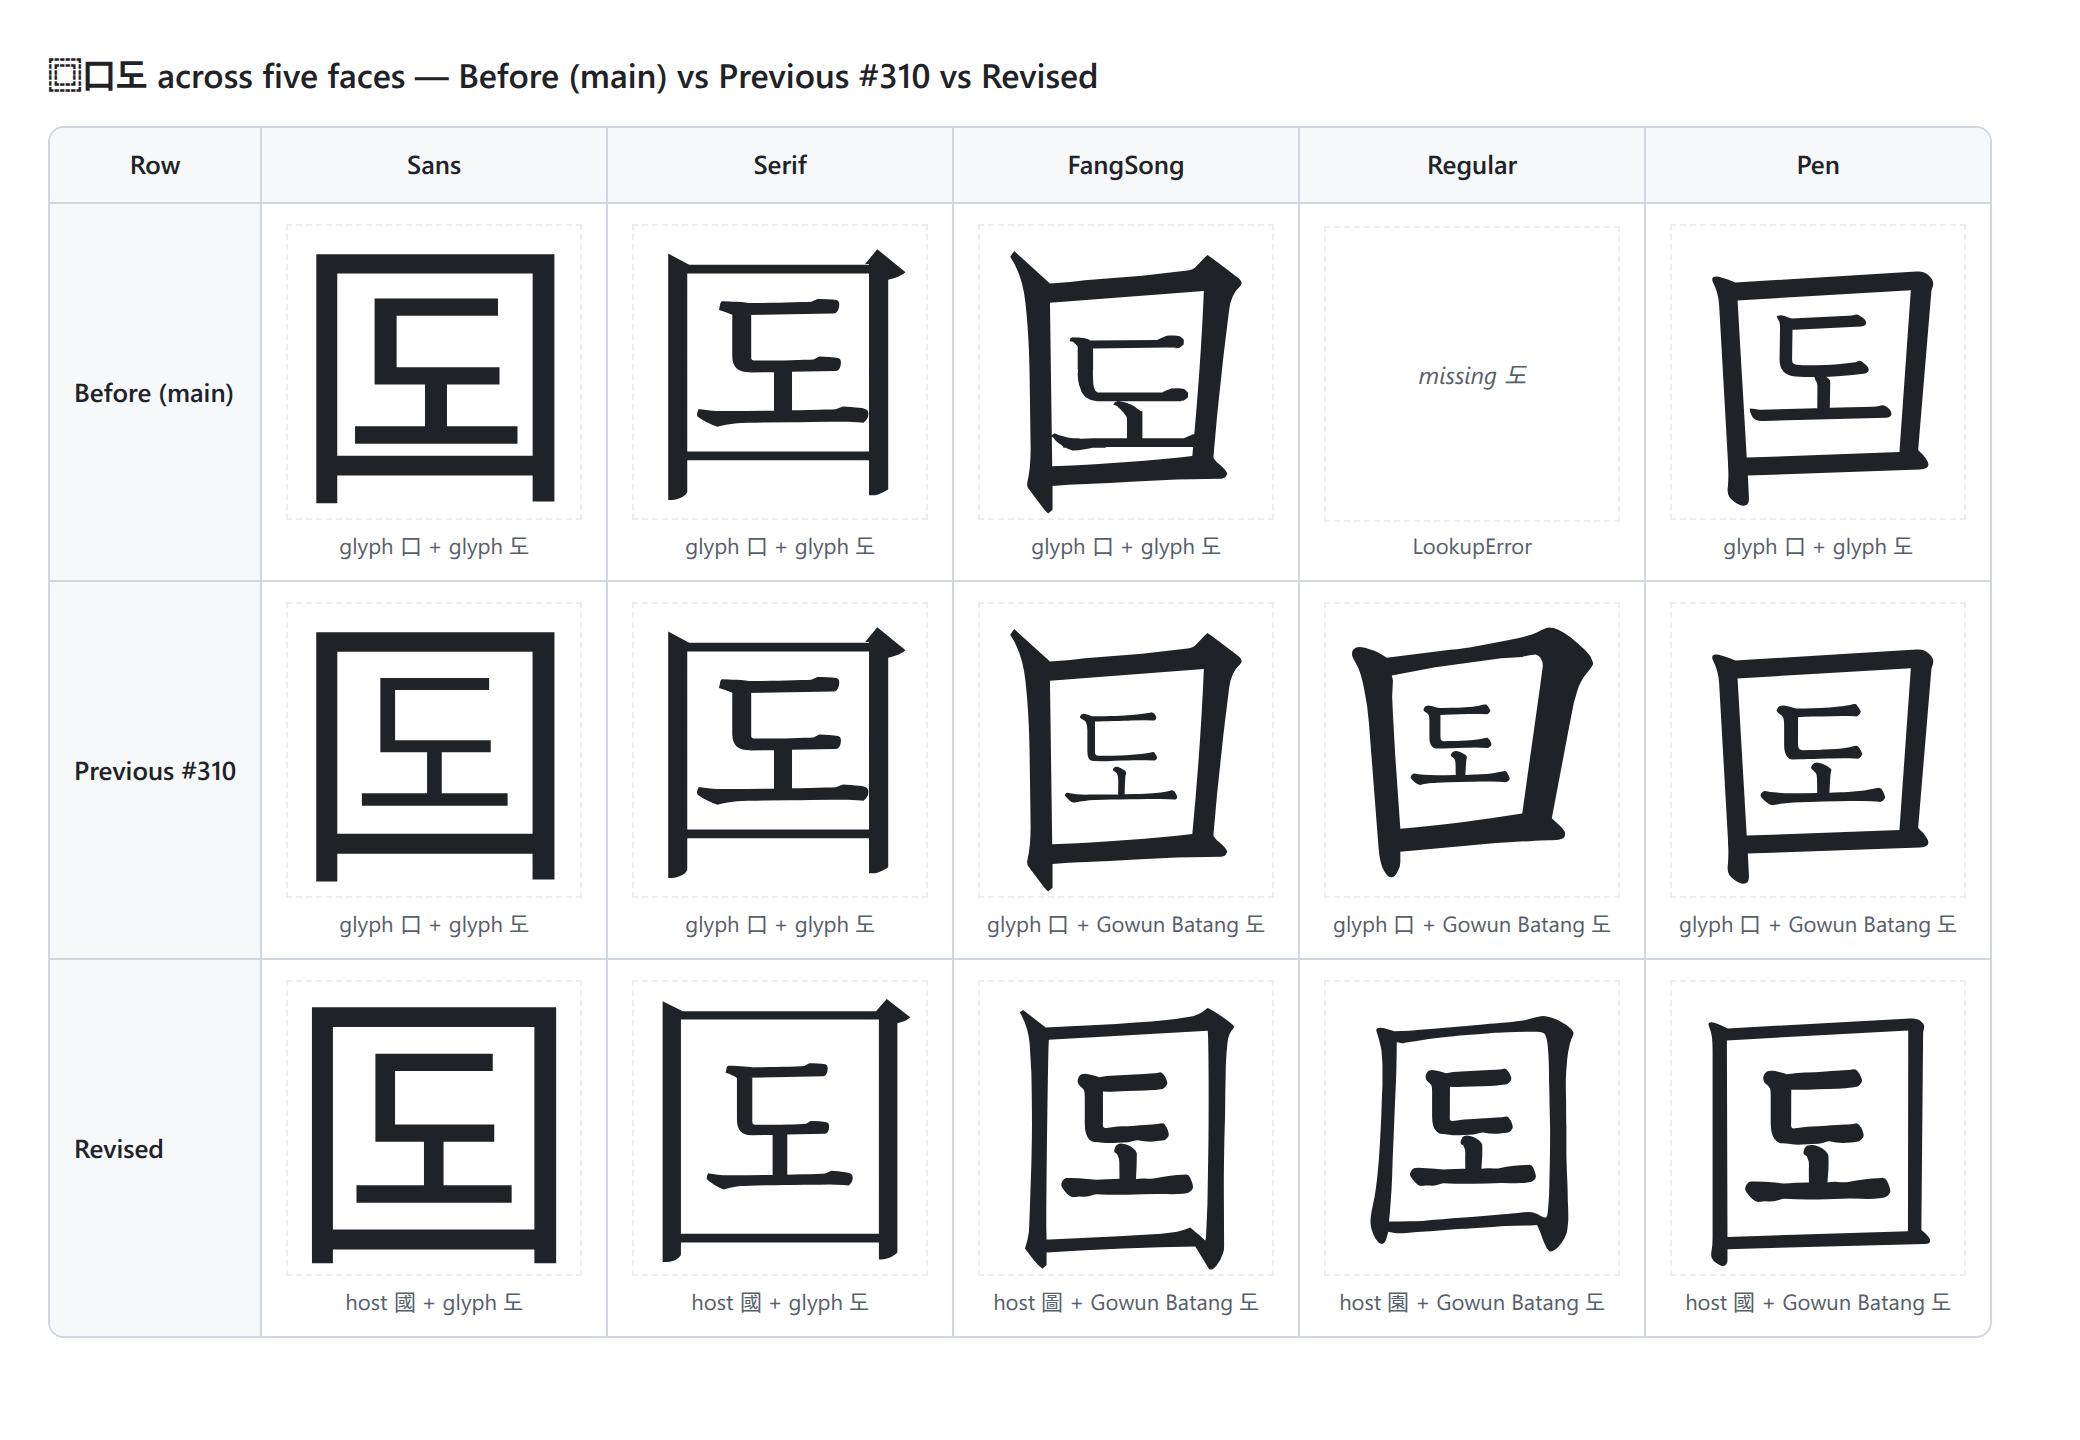 ⿴口도 across five faces — Before (main) vs Previous #310 vs Revised
Row Sans Serif FangSong Regular Pen
Before (main)
missing 도
glyph 口 + glyph 도 glyph 口 + glyph 도 glyph 口 + glyph 도 LookupError glyph 口 + glyph 도
Previous #310
glyph 口 + glyph 도 glyph 口 + glyph 도 glyph 口 + Gowun Batang 도 glyph 口 + Gowun Batang 도 glyph 口 + Gowun Batang 도
Revised
host 國 + glyph 도 host 國 + glyph 도 host 圖 + Gowun Batang 도 host 園 + Gowun Batang 도 host 國 + Gowun Batang 도